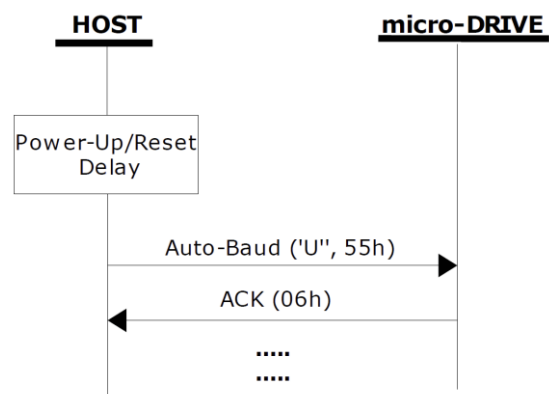 HOST
micro-DRIVE
Power-Up/Reset
Delay
Auto-Baud ('U'', 55h)
ACK (06h)
.....
.....